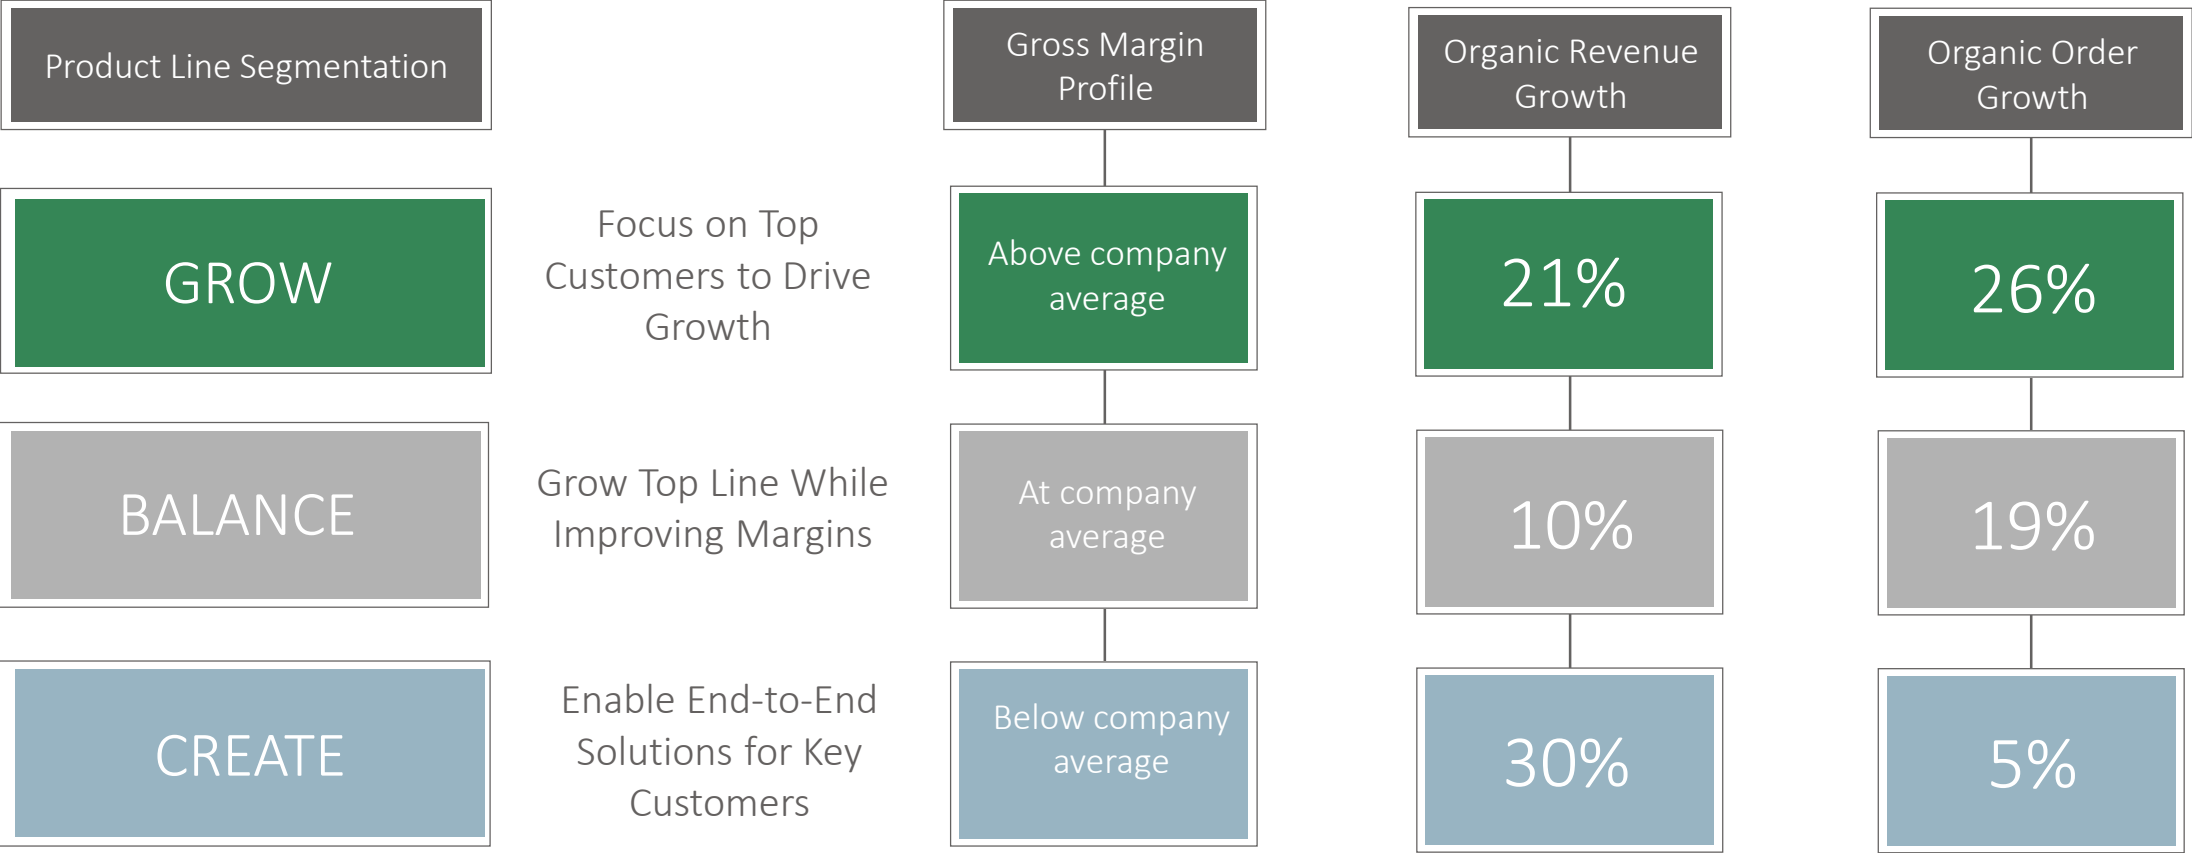 Product Line Segmentation
Gross Margin
Profile
Organic Revenue
Growth
Organic Order
Growth
GROW
Focus on Top
Customers to Drive
Growth
Above company
average
21%
26%
BALANCE
Grow Top Line While
Improving Margins
At company
average
10%
19%
CREATE
Enable End-to-End
Solutions for Key
Customers
Below company
average
30%
5%